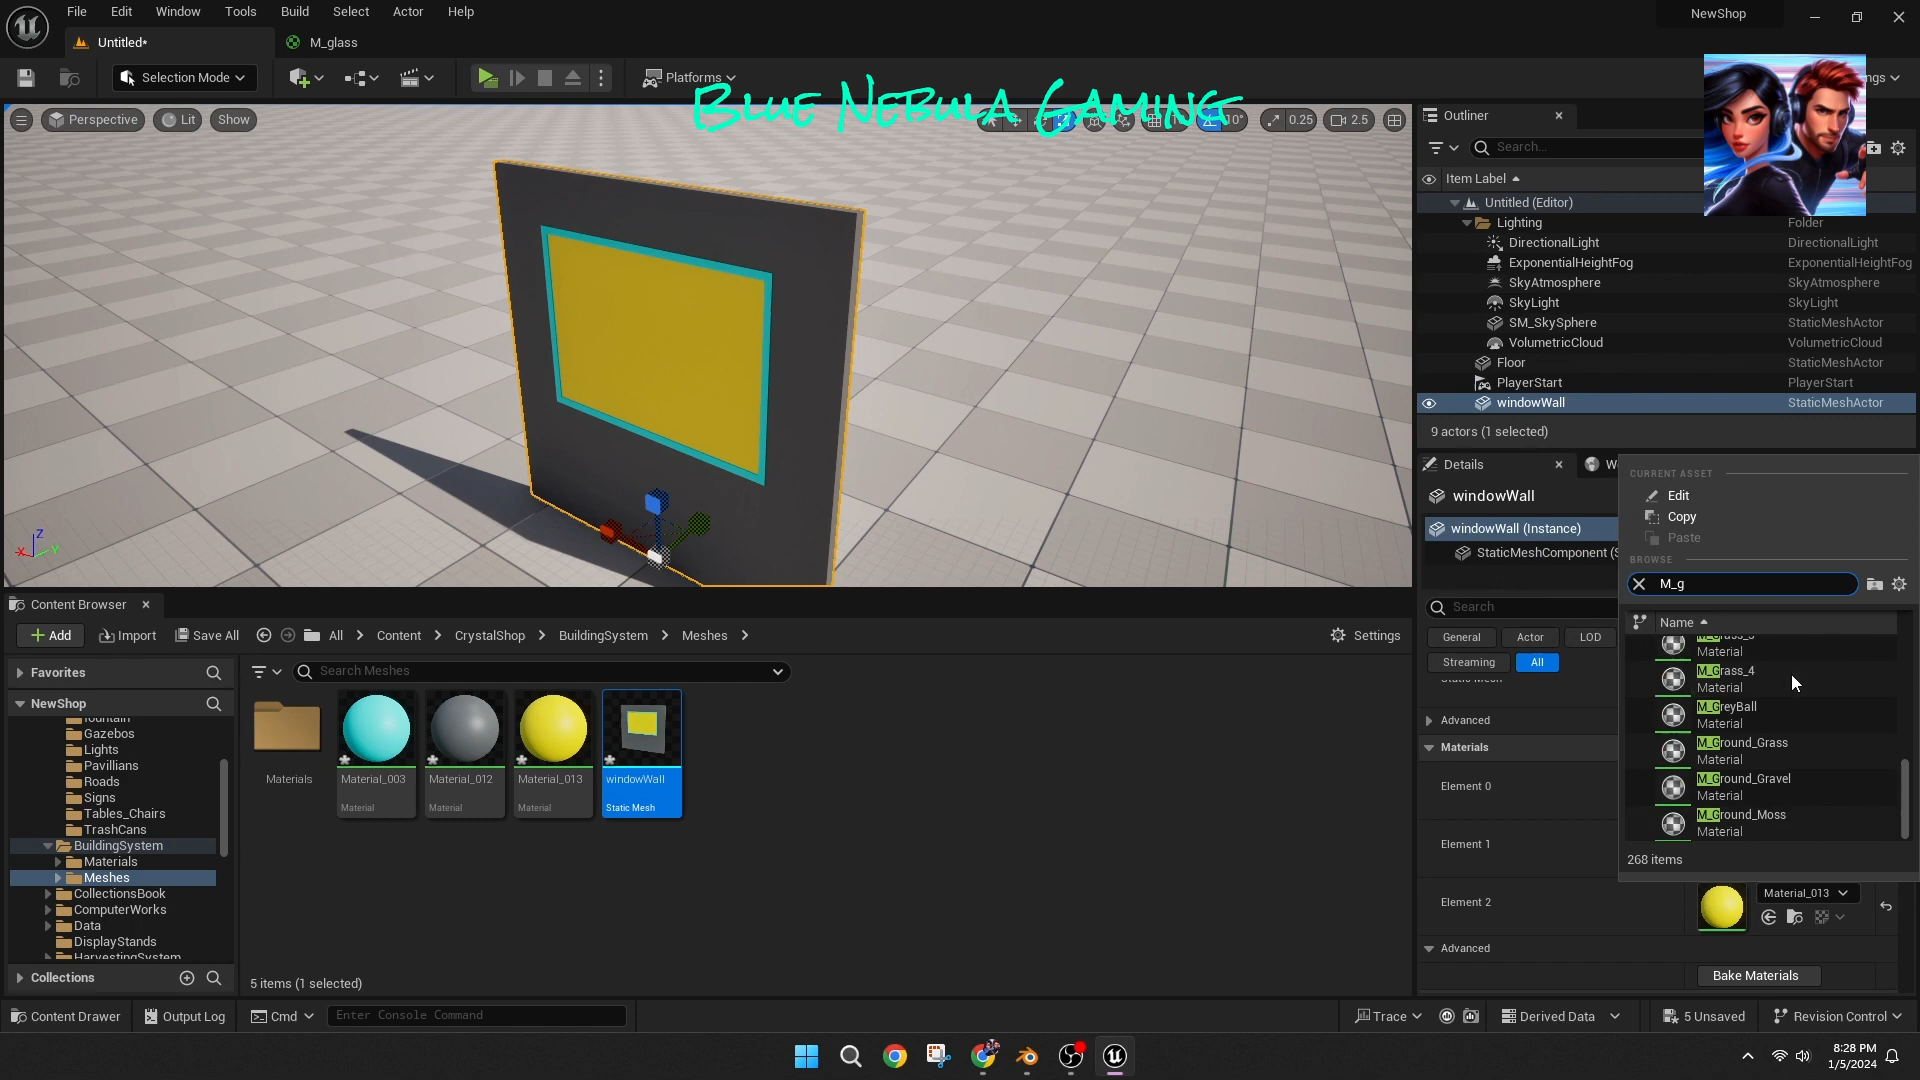 File Edit Window Tools Build Select Actor Help
NewShop
Untitled* M_glass
Selection Mode Platforms
Blue Nebula Gaming
Perspective Lit Show
10° 0.25 2.5
Outliner
Search...
Item Label
Untitled (Editor)
Lighting Folder
DirectionalLight DirectionalLight
ExponentialHeightFog ExponentialHeightFog
SkyAtmosphere SkyAtmosphere
SkyLight SkyLight
SM_SkySphere StaticMeshActor
VolumetricCloud VolumetricCloud
Floor StaticMeshActor
PlayerStart PlayerStart
windowWall StaticMeshActor
9 actors (1 selected)
Details
windowWall
windowWall (Instance)
StaticMeshComponent (S
Search
General Actor LOD
Streaming All
Advanced
Materials
Element 0
Element 1
Element 2
Material_013
Advanced
Bake Materials
CURRENT ASSET
Edit
Copy
Paste
BROWSE
M_g
Name
Material
M_Grass_4
Material
M_GreyBall
Material
M_Ground_Grass
Material
M_Ground_Gravel
Material
M_Ground_Moss
Material
268 items
X Y Z
Content Browser
Add Import Save All All Content CrystalShop BuildingSystem Meshes Settings
Favorites
Search Meshes
NewShop
fountain
Gazebos
Lights
Pavillians
Roads
Signs
Tables_Chairs
TrashCans
BuildingSystem
Materials
Meshes
CollectionsBook
ComputerWorks
Data
DisplayStands
HarvestingSystem
Collections
Materials
Material_003
Material
Material_012
Material
Material_013
Material
windowWall
Static Mesh
5 items (1 selected)
Content Drawer Output Log Cmd Enter Console Command Trace Derived Data 5 Unsaved Revision Control
8:28 PM
1/5/2024